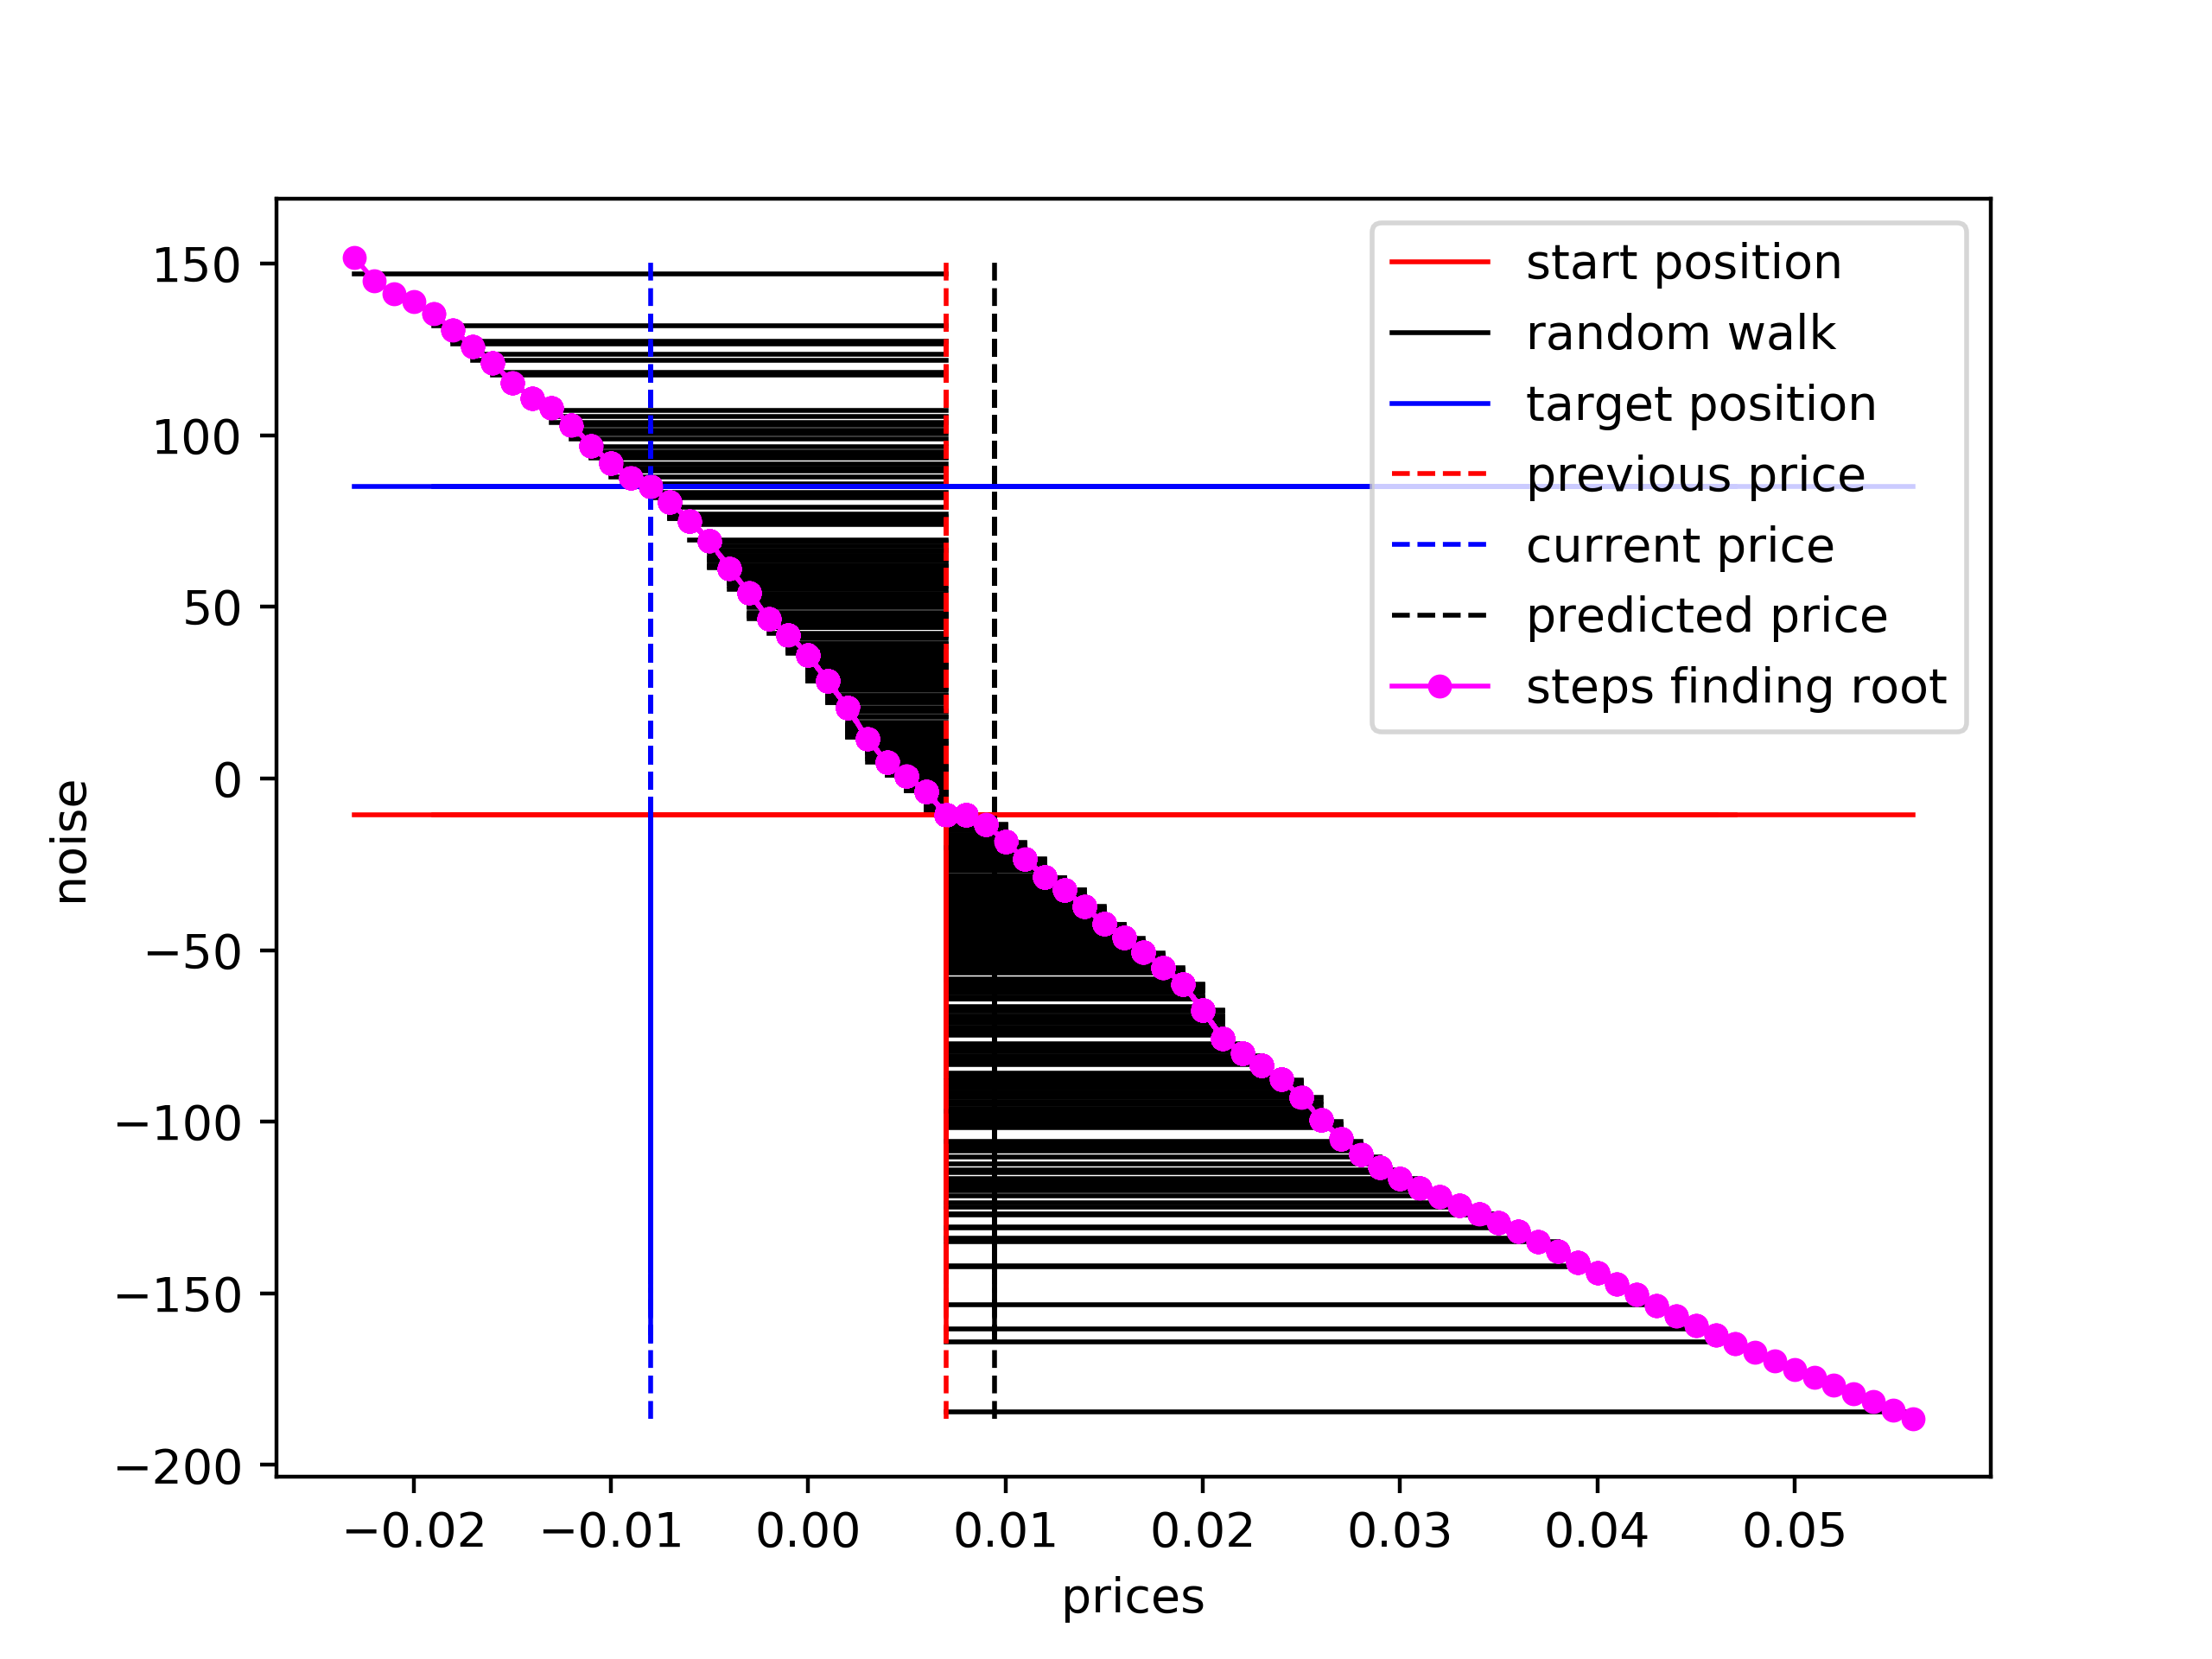 150
100
50
0
−50
−100
−150
−200
noise
start position
random walk
target position
previous price
current price
predicted price
steps finding root
−0.02 −0.01 0.00 0.01 0.02 0.03 0.04 0.05
prices